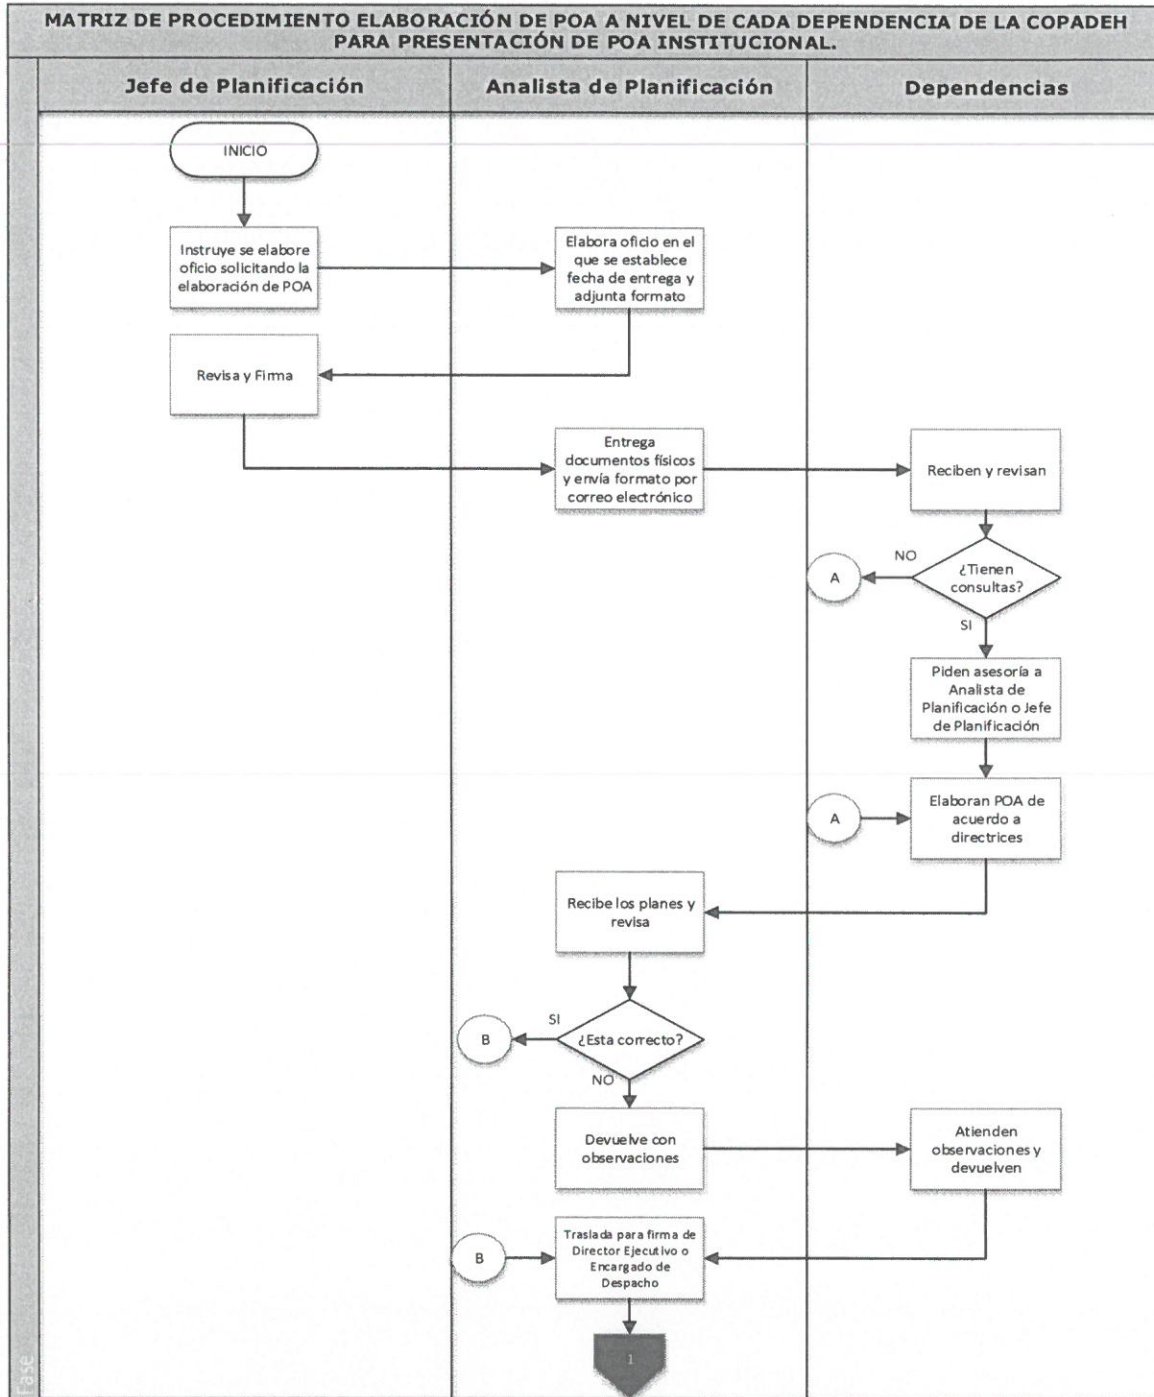 MATRIZ DE PROCEDIMIENTO ELABORACIÓN DE POA A NIVEL DE CADA DEPENDENCIA DE LA COPADEH
PARA PRESENTACIÓN DE POA INSTITUCIONAL.
Jefe de Planificación
Analista de Planificación
Dependencias
INICIO
Instruye se elabore
oficio solicitando la
elaboración de POA
Elabora oficio en el
que se establece
fecha de entrega y
adjunta formato
Revisa y Firma
Entrega
documentos físicos
y envía formato por
correo electrónico
Reciben y revisan
¿Tienen
consultas?
NO
A
SI
Piden asesoría a
Analista de
Planificación o Jefe
de Planificación
A
Elaboran POA de
acuerdo a
directrices
Recibe los planes y
revisa
¿Esta correcto?
SI
B
NO
Devuelve con
observaciones
Atienden
observaciones y
devuelven
B
Traslada para firma de
Director Ejecutivo o
Encargado de
Despacho
1
Fase